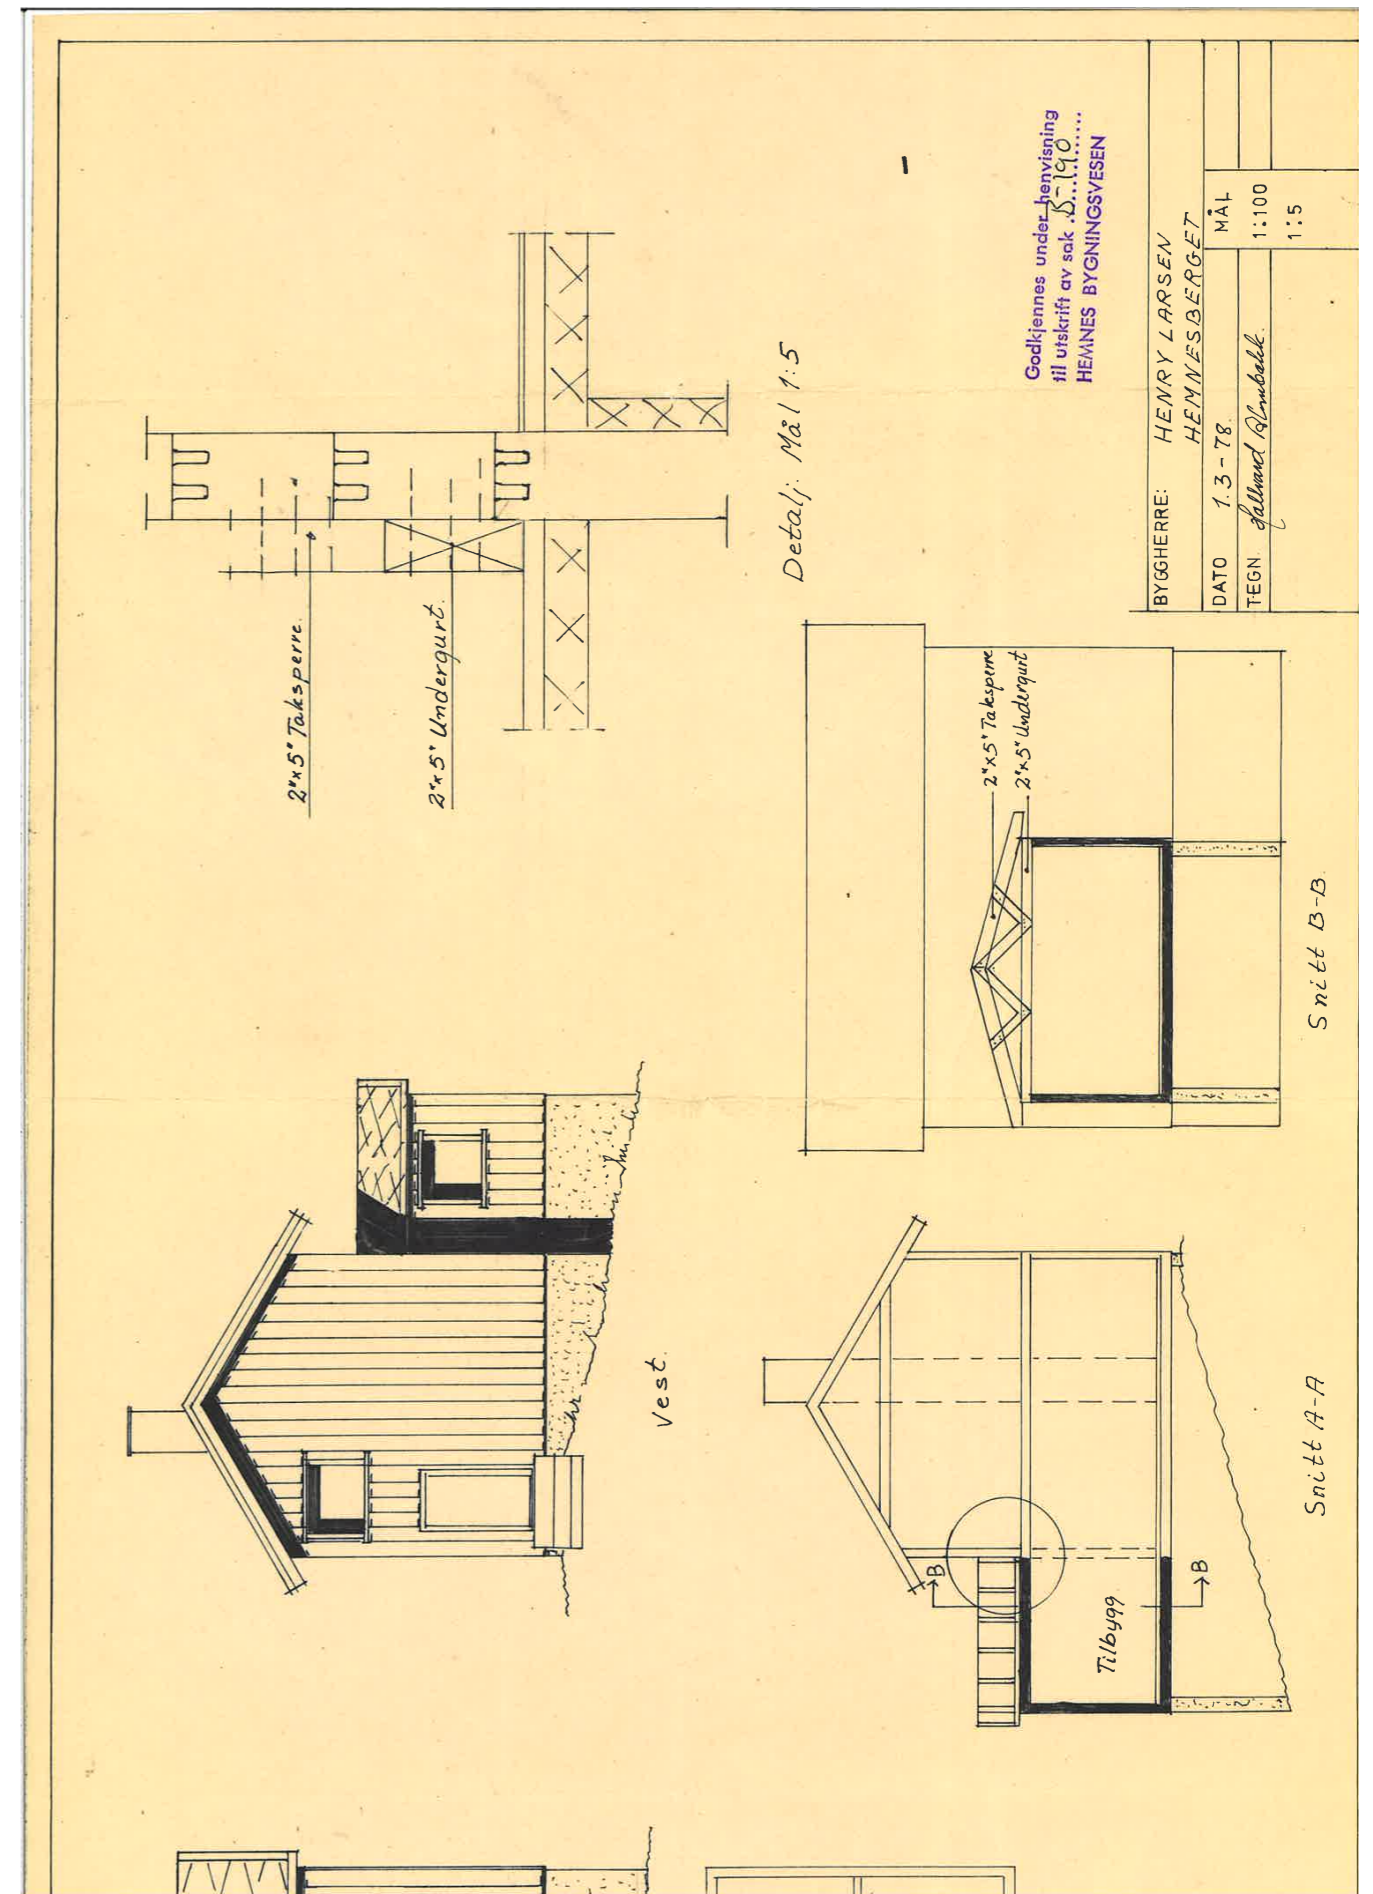 2"x5" Taksperre.
2"x5" Undergurt.
Detalj. Mål 1:5
Vest.
2"x5" Taksperre
2"x5" Undergurt
Snitt B-B.
B
B
Tilbygg
Snitt A-A
Godkjennes under henvisning
til utskrift av sak B-190
HEMNES BYGNINGSVESEN
BYGGHERRE: HENRY LARSEN
HEMNESBERGET
DATO 1.3-78. MÅL
TEGN. Hallvard 1:100
1:5